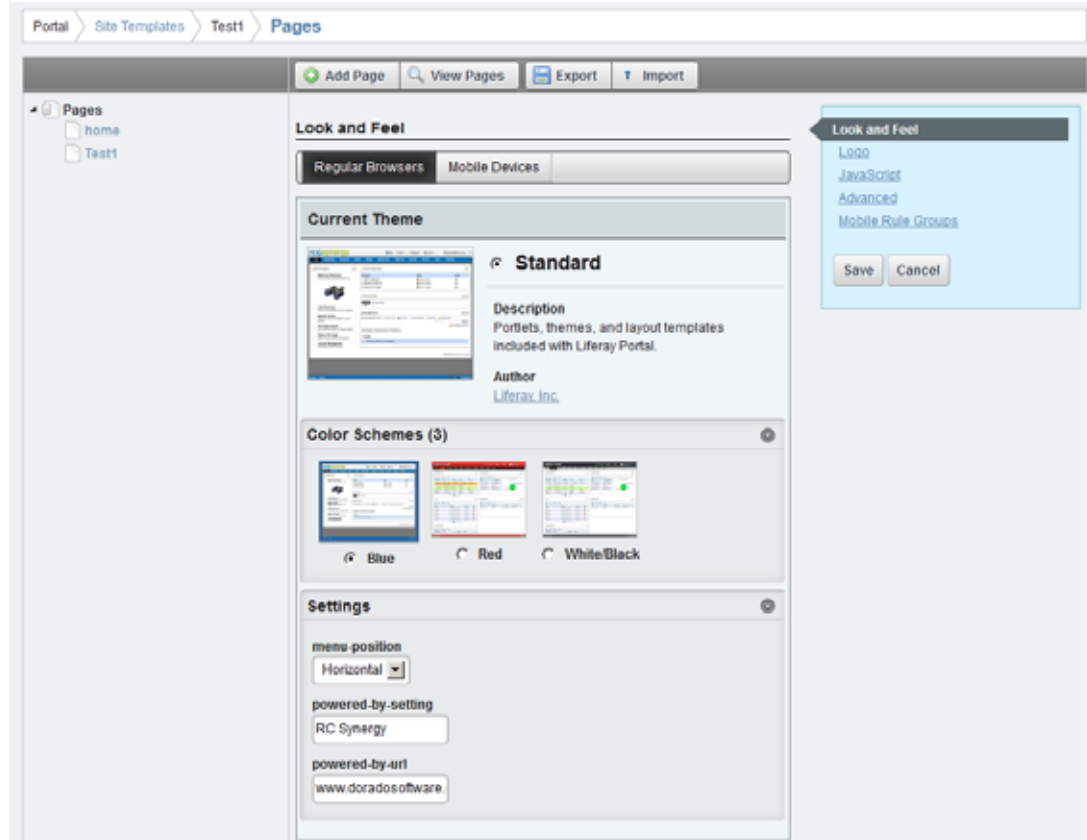 Portal Site Templates Test1 Pages
Add Page View Pages Export Import
Pages
home
Test1
Look and Feel
Regular Browsers Mobile Devices
Current Theme
Standard
Description
Portlets, themes, and layout templates
included with Liferay Portal.
Author
Liferay, Inc.
Color Schemes (3)
Blue Red White/Black
Settings
menu-position
Horizontal
powered-by-setting
RC Synergy
powered-by-url
www.doradosoftware.
Look and Feel
Logo
JavaScript
Advanced
Mobile Rule Groups
Save Cancel